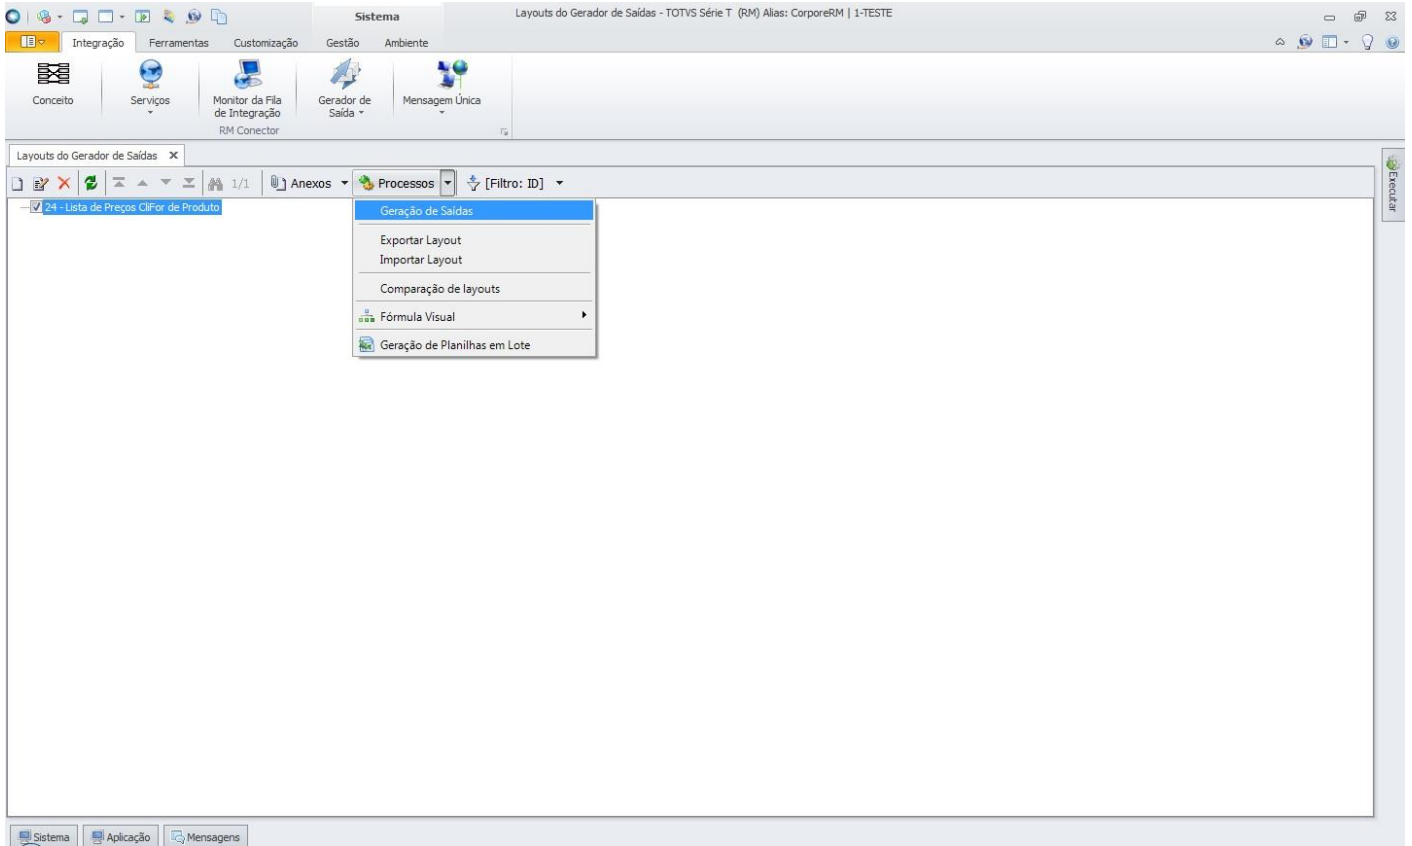 Sistema
Layouts do Gerador de Saídas - TOTVS Série T (RM) Alias: CorporeRM | 1-TESTE
Integração
Ferramentas
Customização
Gestão
Ambiente
Conceito
Serviços
Monitor da Fila
de Integração
Gerador de
Saída
Mensagem Única
RM Conector
Layouts do Gerador de Saídas
1/1
Anexos
Processos
[Filtro: ID]
Executar
24 - Lista de Preços CliFor de Produto
Geração de Saídas
Exportar Layout
Importar Layout
Comparação de layouts
Fórmula Visual
Geração de Planilhas em Lote
Sistema
Aplicação
Mensagens